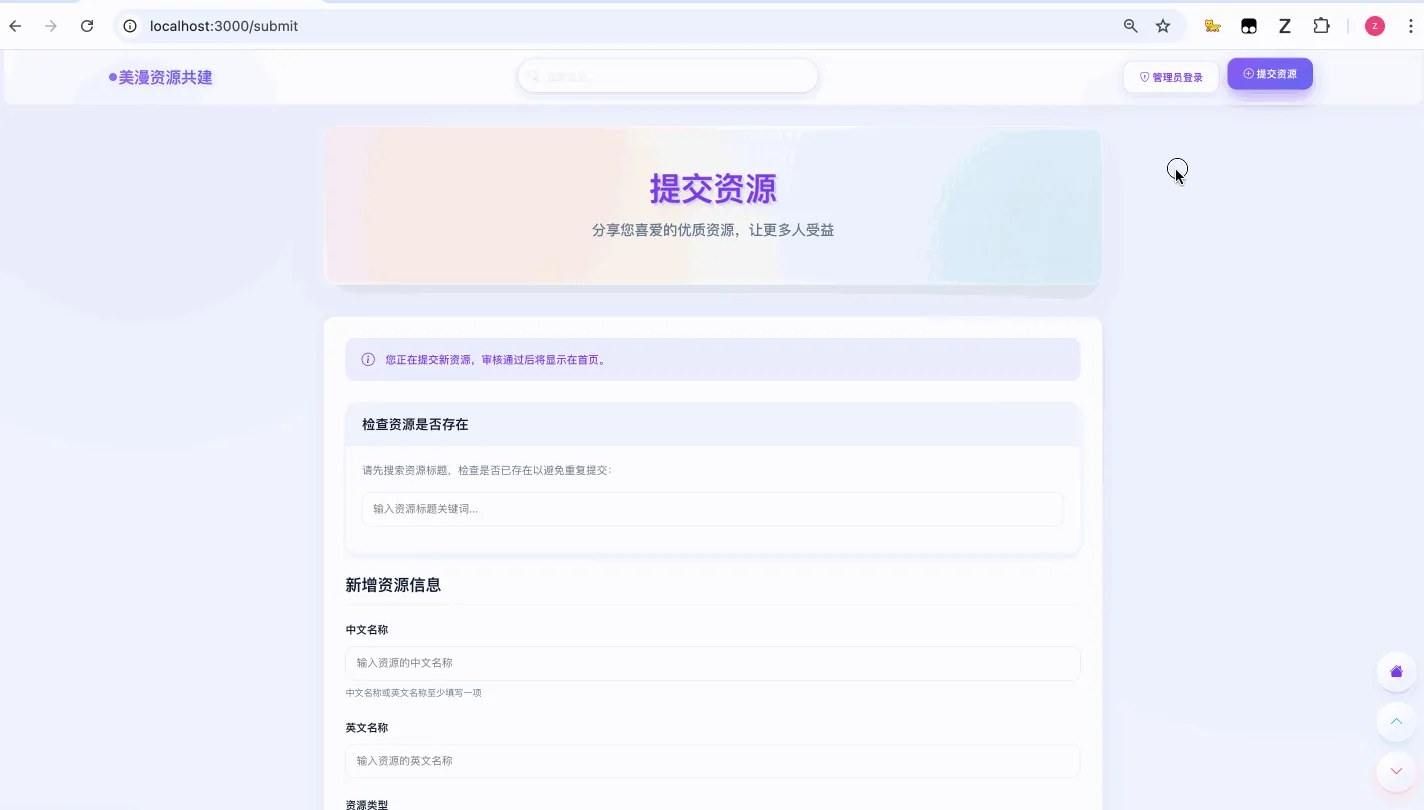 localhost:3000/submit
Z
z
美漫资源共建
管理员登录
提交资源
提交资源
分享您喜爱的优质资源，让更多人受益
您正在提交新资源，审核通过后将显示在首页。
检查资源是否存在
请先搜索资源标题，检查是否已存在以避免重复提交：
输入资源标题关键词...
新增资源信息
中文名称
输入资源的中文名称
中文名称或英文名称至少填写一项
英文名称
输入资源的英文名称
资源类型